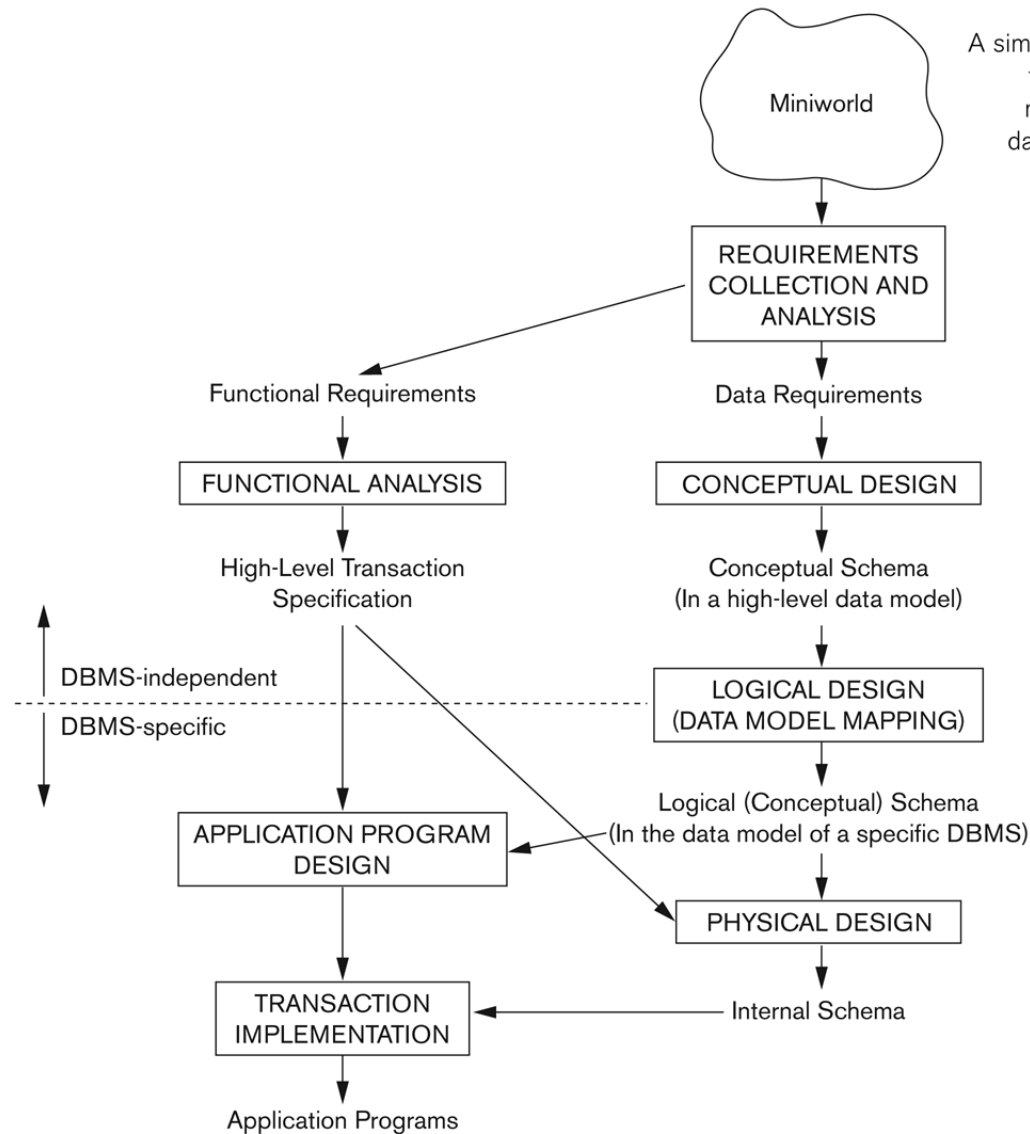 Miniworld
A sim
da
REQUIREMENTS
COLLECTION AND
ANALYSIS
Functional Requirements
Data Requirements
FUNCTIONAL ANALYSIS
CONCEPTUAL DESIGN
High-Level Transaction
Specification
Conceptual Schema
(In a high-level data model)
DBMS-independent
DBMS-specific
LOGICAL DESIGN
(DATA MODEL MAPPING)
Logical (Conceptual) Schema
(In the data model of a specific DBMS)
APPLICATION PROGRAM
DESIGN
PHYSICAL DESIGN
TRANSACTION
IMPLEMENTATION
Internal Schema
Application Programs